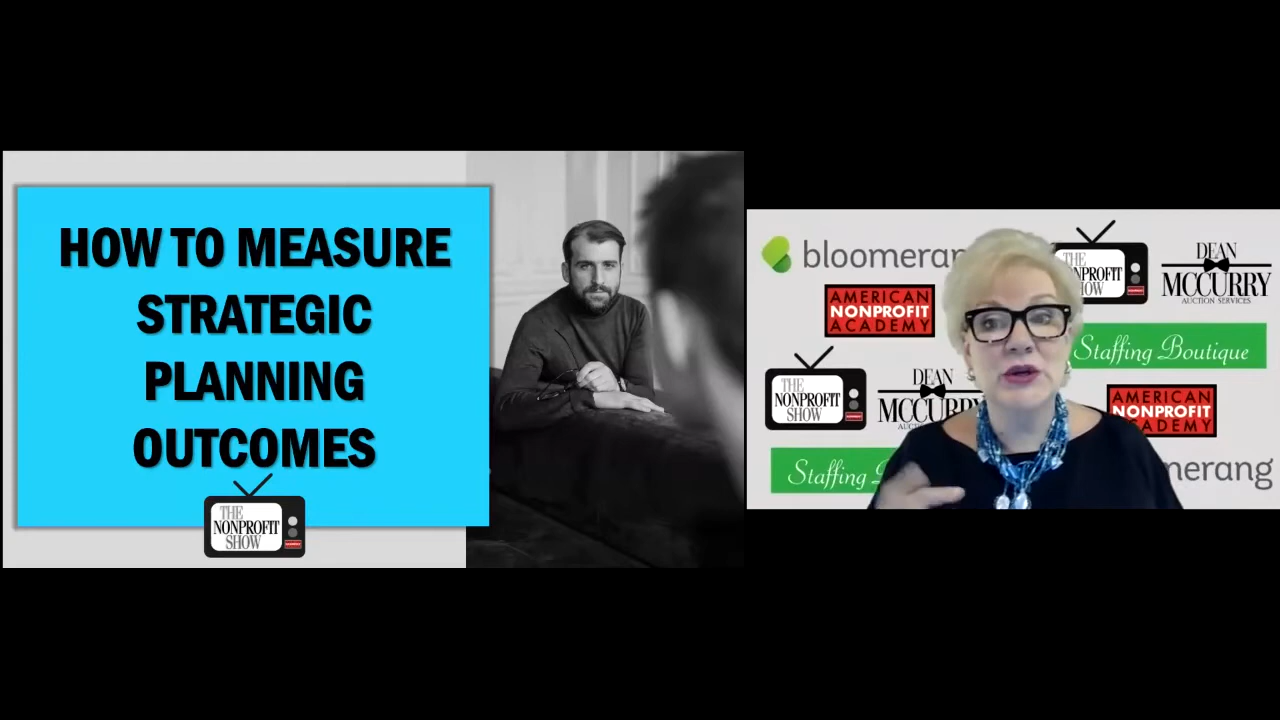 HOW TO MEASURE
STRATEGIC
PLANNING
OUTCOMES
THE
NONPROFIT
SHOW
bloomerang
THE
NONPROFIT
SHOW
DEAN
MCCURRY
AUCTION SERVICES
AMERICAN
NONPROFIT
ACADEMY
Staffing Boutique
THE
NONPROFIT
SHOW
DEAN
MCCURRY
AMERICAN
NONPROFIT
ACADEMY
Staffing
merang